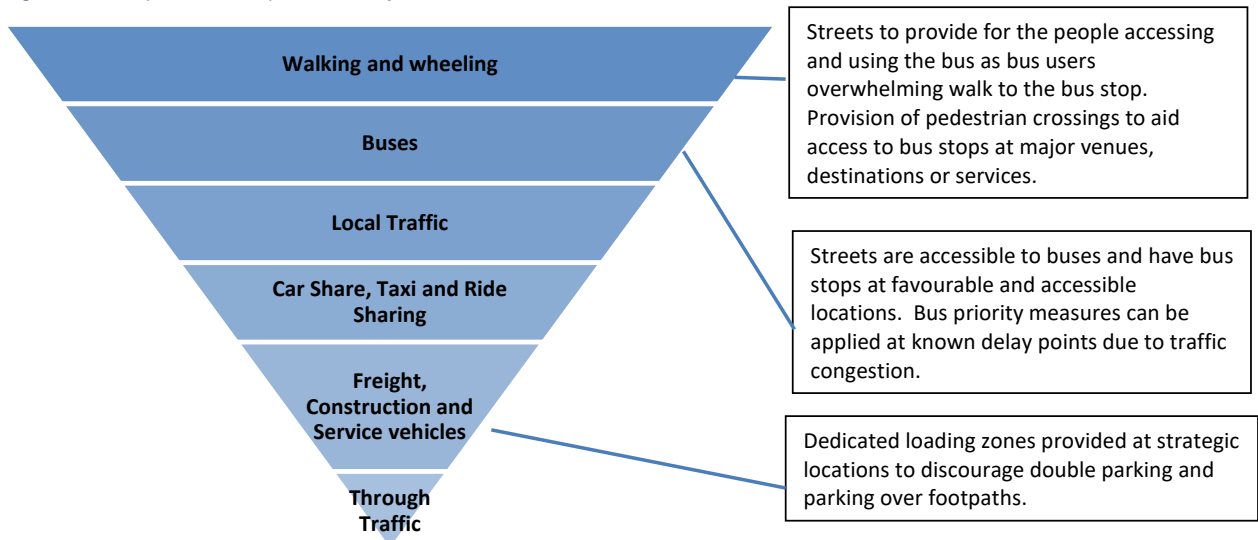 Walking and wheeling
Buses
Local Traffic
Car Share, Taxi and Ride
Sharing
Freight,
Construction and
Service vehicles
Through
Traffic
Streets to provide for the people accessing
and using the bus as bus users
overwhelming walk to the bus stop.
Provision of pedestrian crossings to aid
access to bus stops at major venues,
destinations or services.
Streets are accessible to buses and have bus
stops at favourable and accessible
locations.  Bus priority measures can be
applied at known delay points due to traffic
congestion.
Dedicated loading zones provided at strategic
locations to discourage double parking and
parking over footpaths.